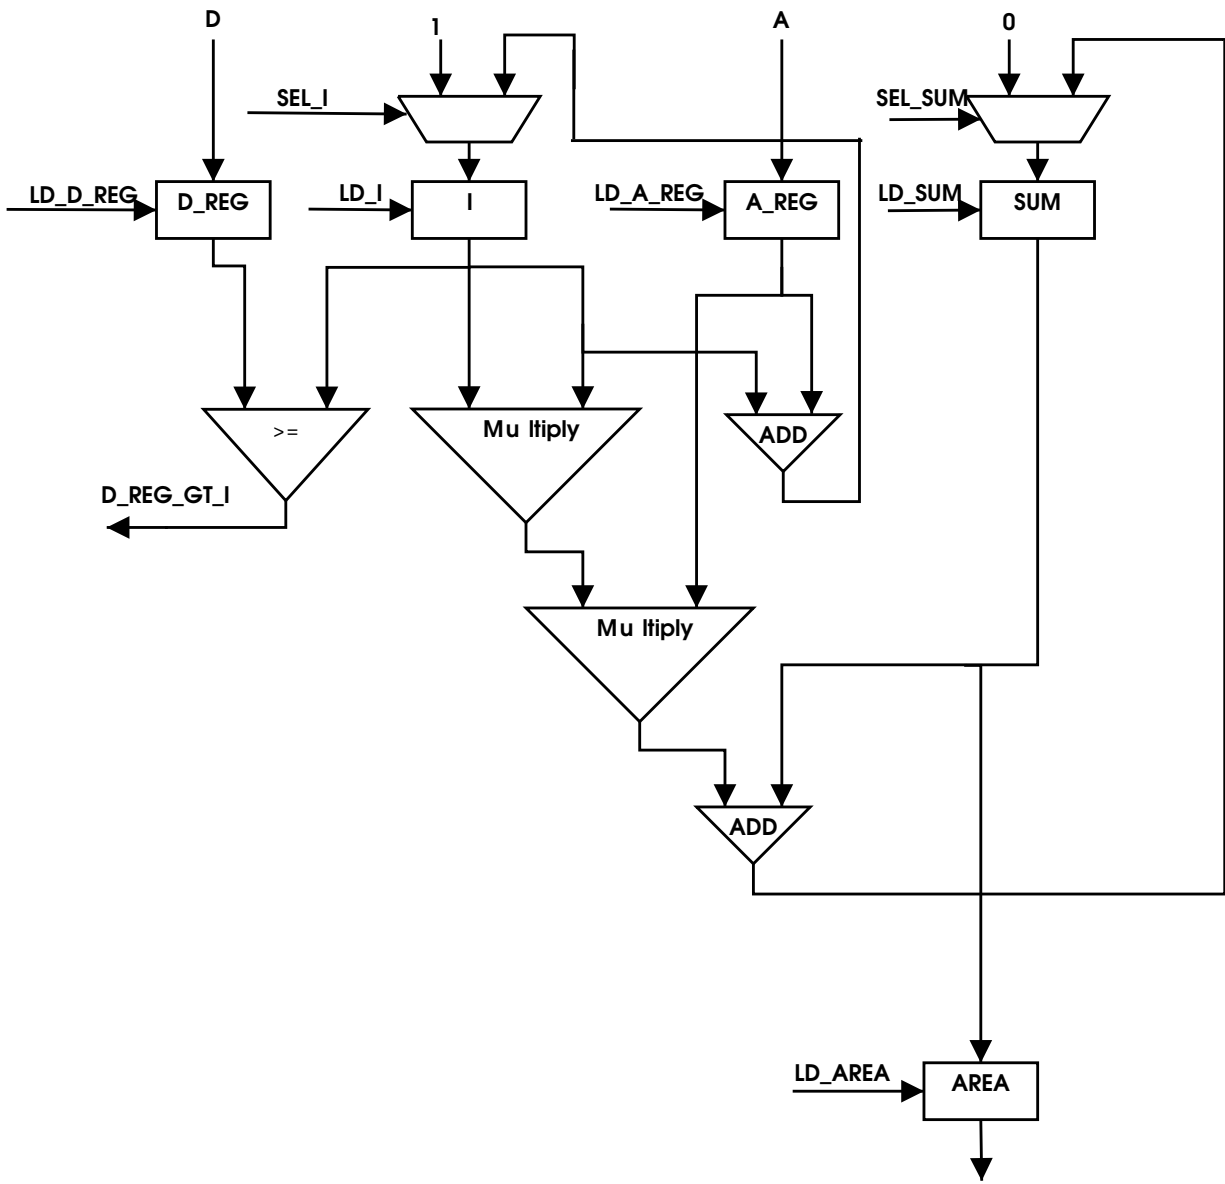 D
1
A
0
SEL_I
SEL_SUM
LD_D_REG
D_REG
LD_I
I
LD_A_REG
A_REG
LD_SUM
SUM
>=
Mu ltiply
ADD
D_REG_GT_I
Mu ltiply
ADD
LD_AREA
AREA